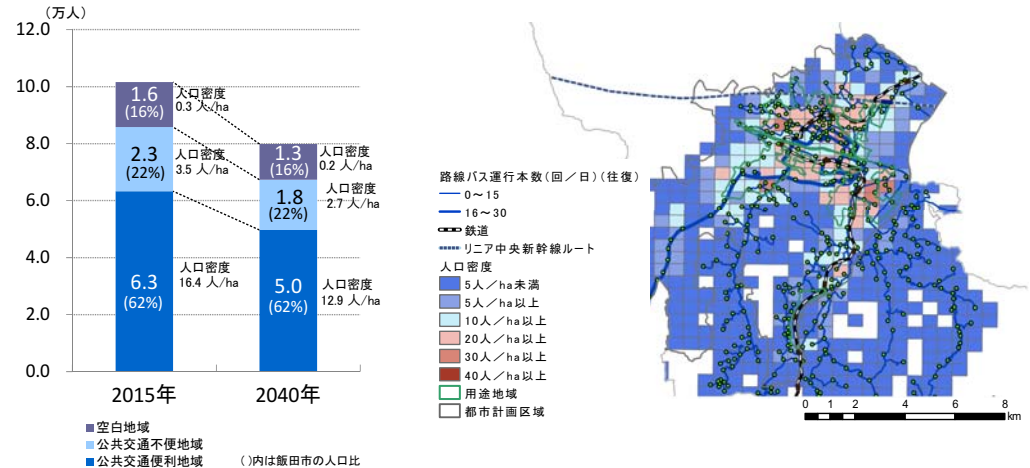 (万人)
12.0
10.0
8.0
6.0
4.0
2.0
0.0
1.6
(16%)
人口密度
0.3 人/ha
2.3
(22%)
人口密度
3.5 人/ha
6.3
(62%)
人口密度
16.4 人/ha
1.3
(16%)
人口密度
0.2 人/ha
1.8
(22%)
人口密度
2.7 人/ha
5.0
(62%)
人口密度
12.9 人/ha
2015年
2040年
空白地域
公共交通不便地域
公共交通便利地域
( )内は飯田市の人口比
路線バス運行本数(回/日)(往復)
0～15
16～30
鉄道
リニア中央新幹線ルート
人口密度
5人/ha未満
5人/ha以上
10人/ha以上
20人/ha以上
30人/ha以上
40人/ha以上
用途地域
都市計画区域
0 1 2 4 6 8
km